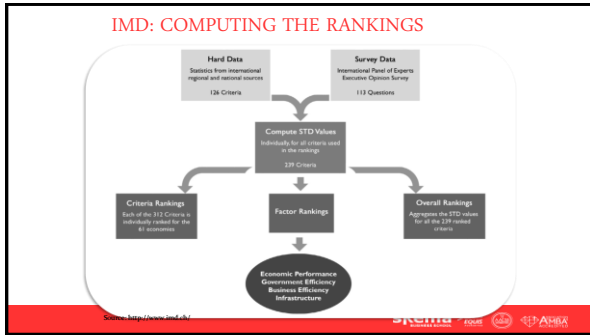 IMD: COMPUTING THE RANKINGS
Hard Data
Statistics from international
regional and national sources
126 Criteria
Survey Data
International Panel of Experts
Executive Opinion Survey
113 Questions
Compute STD Values
Individually, for all criteria used
in the rankings
239 Criteria
Criteria Rankings
Each of the 312 Criteria is
individually ranked for the
61 economies
Factor Rankings
Overall Rankings
Aggregates the STD values
for all the 239 ranked
criteria
Economic Performance
Government Efficiency
Business Efficiency
Infrastructure
Source: http://www.imd.ch/
skema
BUSINESS SCHOOL
EQUIS
AMBA
ACCREDITED